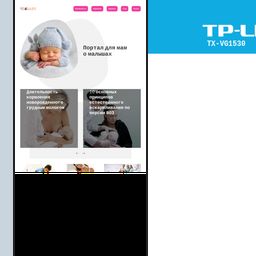 Портал для мам
о малышах
Длительность
кормления
новорожденного
грудным молоком
10 основных
принципов
естественного
вскармливания по
версии ВОЗ
TP-LI
TX-VG1530